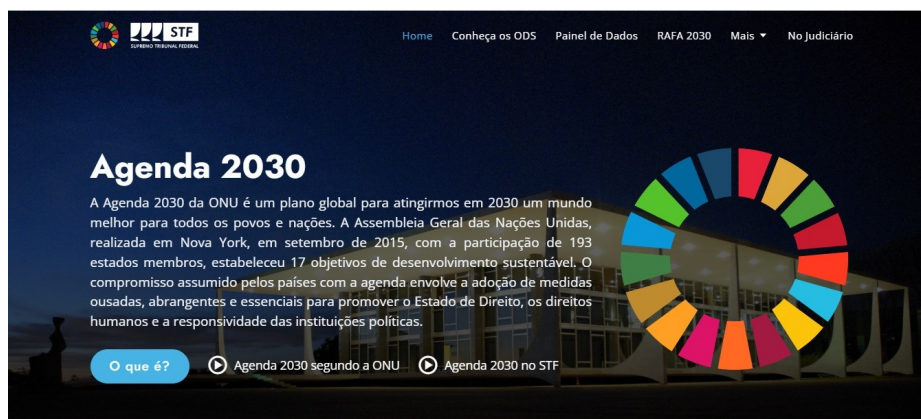 STF
SUPREMO TRIBUNAL FEDERAL
Home Conheça os ODS Painel de Dados RAFA 2030 Mais No Judiciário
Agenda 2030
A Agenda 2030 da ONU é um plano global para atingirmos em 2030 um mundo
melhor para todos os povos e nações. A Assembleia Geral das Nações Unidas,
realizada em Nova York, em setembro de 2015, com a participação de 193
estados membros, estabeleceu 17 objetivos de desenvolvimento sustentável. O
compromisso assumido pelos países com a agenda envolve a adoção de medidas
ousadas, abrangentes e essenciais para promover o Estado de Direito, os direitos
humanos e a responsividade das instituições políticas.
O que é? Agenda 2030 segundo a ONU Agenda 2030 no STF